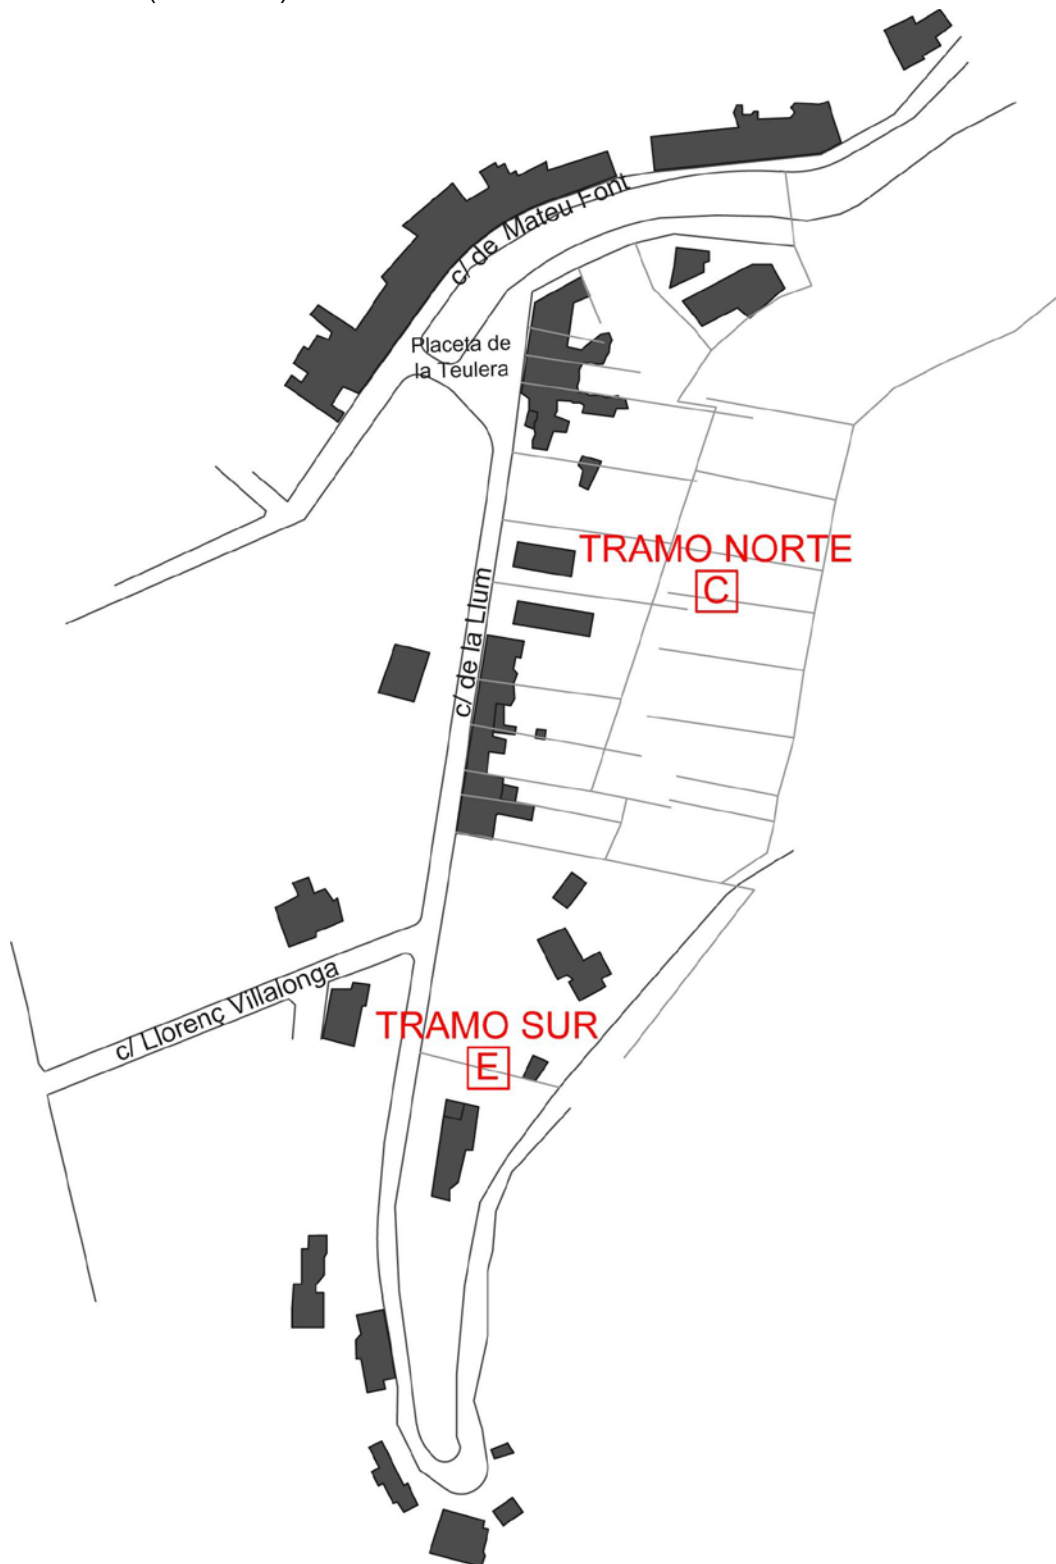 c/ de Mateu Font
Placeta de
la Teulera
TRAMO NORTE
C
c/ de la Llum
c/ Llorenç Villalonga
TRAMO SUR
E